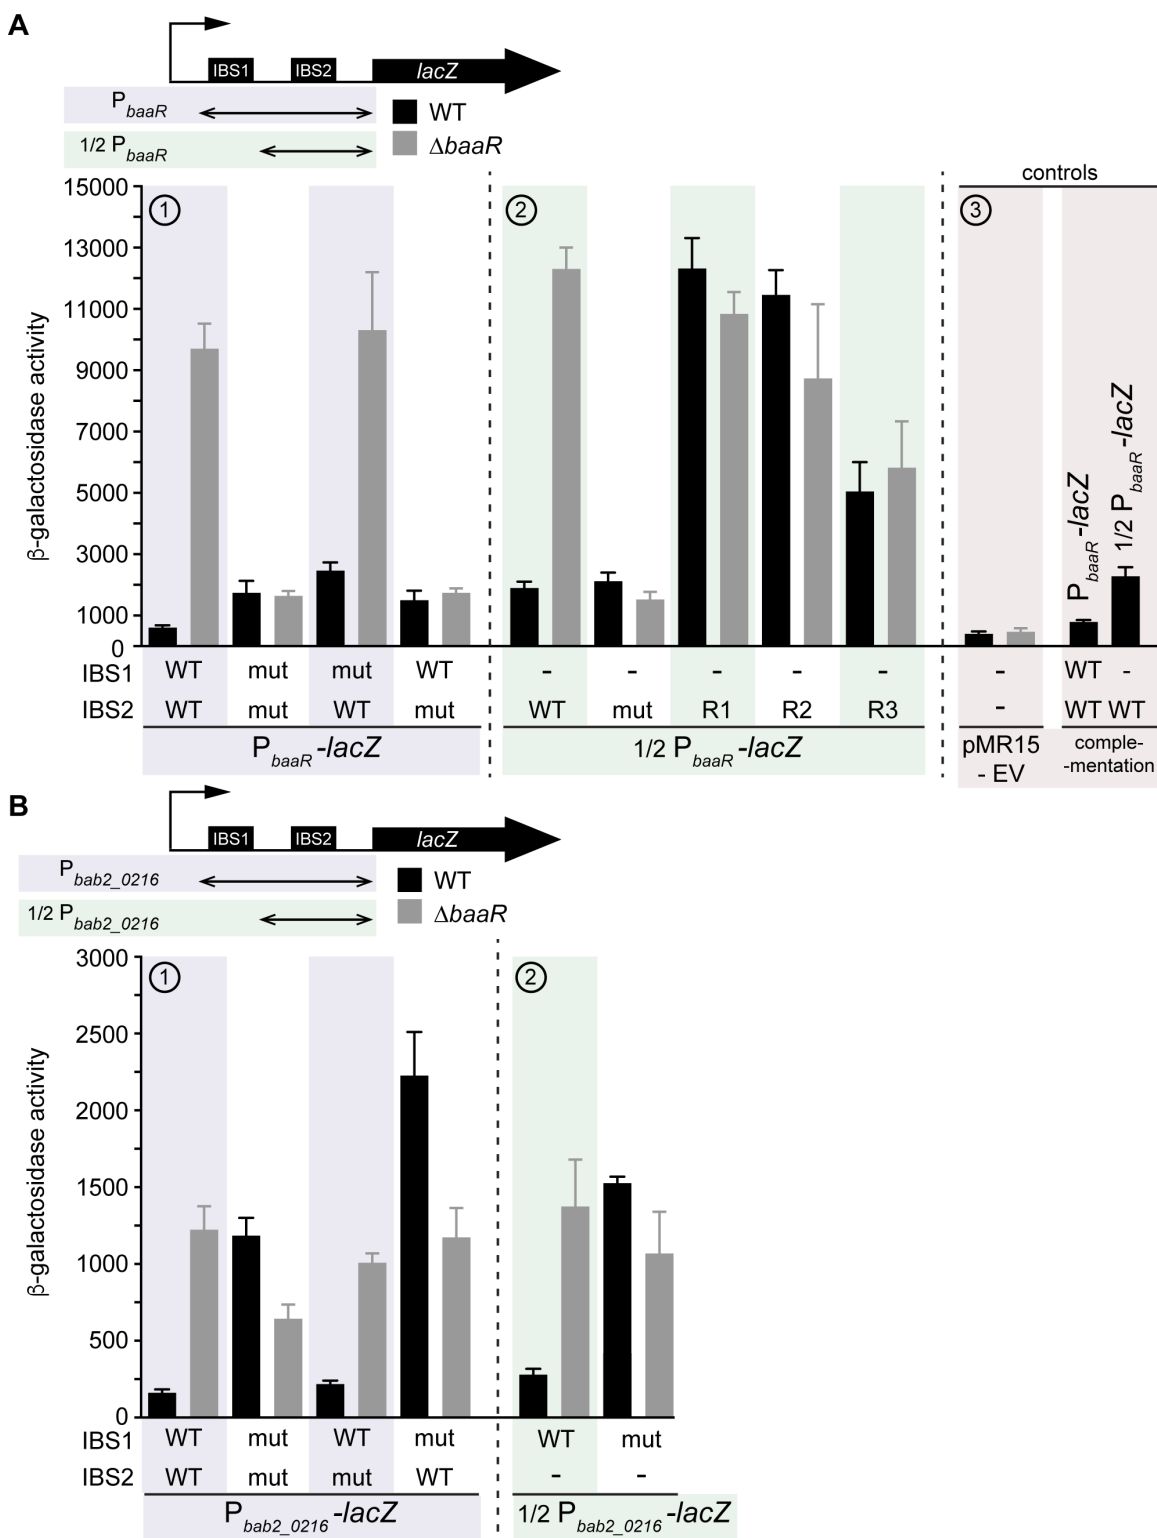 A
IBS1 IBS2 lacZ
PbaaR
1/2 PbaaR
WT
ΔbaaR
controls
β-galactosidase activity
15000
13000
11000
9000
7000
5000
3000
1000
0
1 2 3
PbaaR-lacZ
1/2 PbaaR-lacZ
IBS1 WT mut mut WT - - - - - - WT -
IBS2 WT mut WT mut WT mut R1 R2 R3 - WT WT
PbaaR-lacZ 1/2 PbaaR-lacZ pMR15 - EV comple- -mentation
B
IBS1 IBS2 lacZ
Pbab2_0216
1/2 Pbab2_0216
WT
ΔbaaR
β-galactosidase activity
3000
2500
2000
1500
1000
500
0
1 2
IBS1 WT mut WT mut WT mut
IBS2 WT mut mut WT - -
Pbab2_0216-lacZ 1/2 Pbab2_0216-lacZ